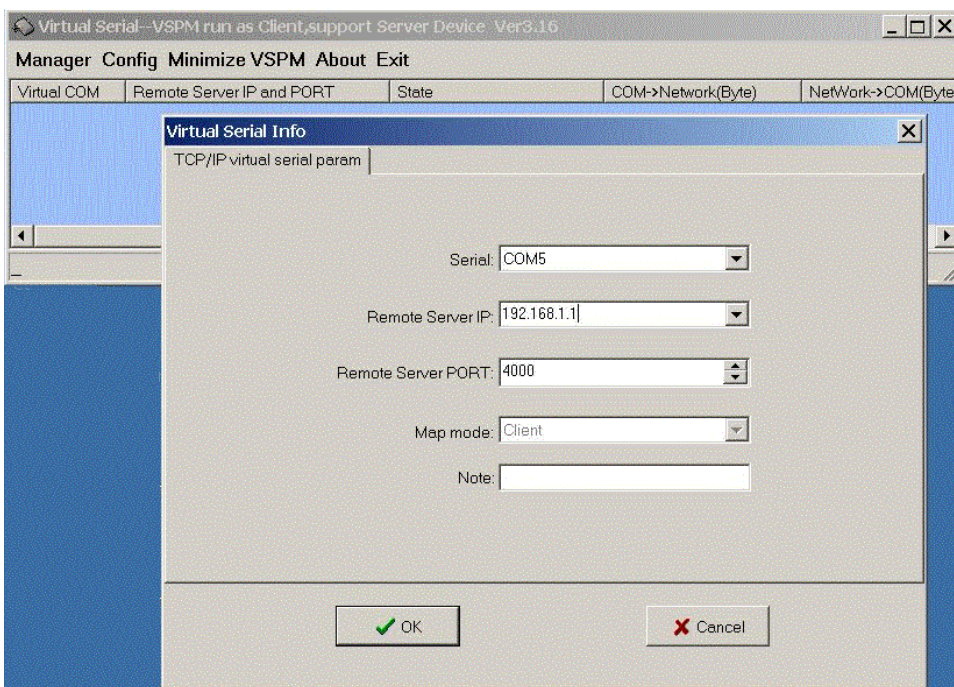 Virtual Serial--VSPM run as Client,support Server Device Ver3.16
Manager Config Minimize VSPM About Exit
Virtual COM Remote Server IP and PORT State COM->Network(Byte) NetWork->COM(Byte
Virtual Serial Info
TCP/IP virtual serial param
Serial: COM5
Remote Server IP: 192.168.1.1
Remote Server PORT: 4000
Map mode: Client
Note:
OK Cancel